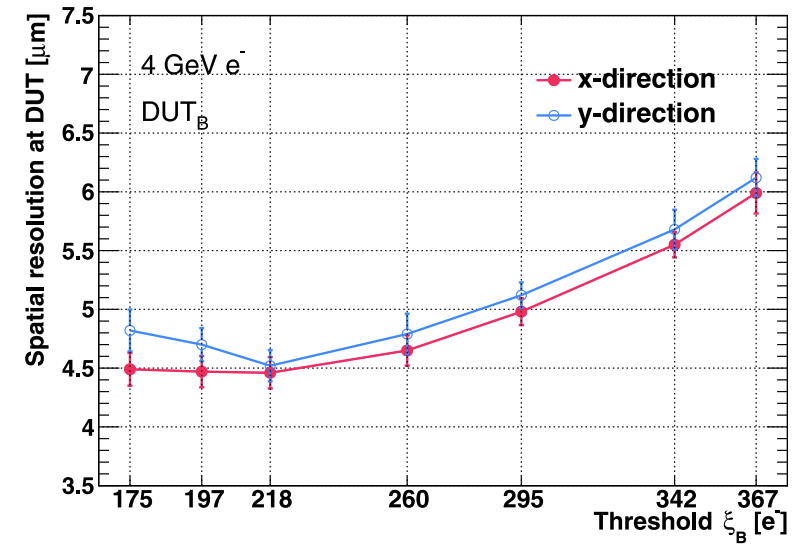 Spatial resolution at DUT [μm]
7.5
7
6.5
6
5.5
5
4.5
4
3.5
4 GeV e⁻
DUT_B
x-direction
y-direction
175 197 218 260 295 342 367
Threshold ξ_B [e⁻]